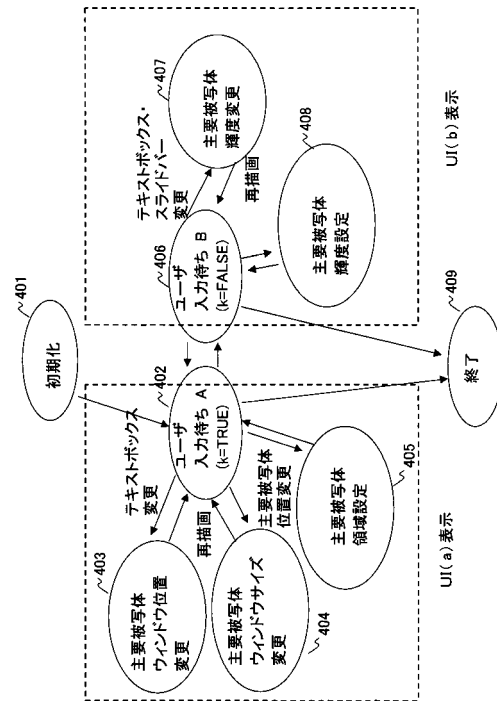 401
初期化
UI(a)表示
403
主要被写体
ウィンドウ位置
変更
テキストボックス
変更
402
ユーザ
入力待ち A
(k=TRUE)
再描画
主要被写体
ウィンドウサイズ
変更
404
主要被写体
位置変更
主要被写体
領域設定
405
UI(b)表示
406
ユーザ
入力待ち B
(k=FALSE)
テキストボックス・
スライドバー
変更
407
主要被写体
輝度変更
再描画
408
主要被写体
輝度設定
409
終了